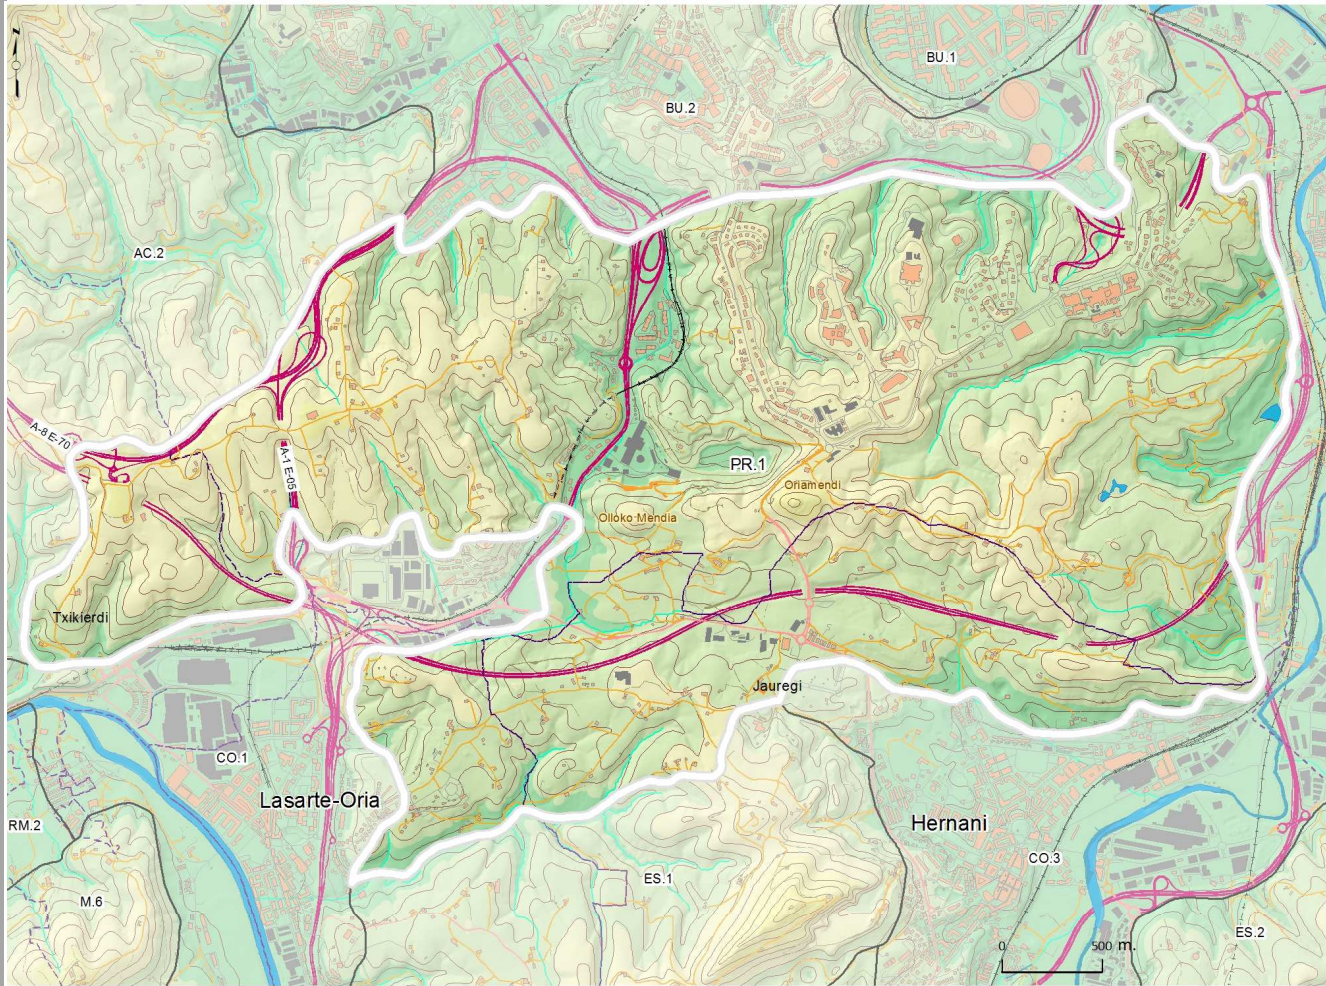 N
BU.1
BU.2
AC.2
A-8 E-70
A-1 E-05
PR.1
Oriamendi
Olloko Mendia
Txikierdi
Jauregi
CO.1
Lasarte-Oria
RM.2
Hernani
CO.3
ES.1
M.6
ES.2
0 500 m.